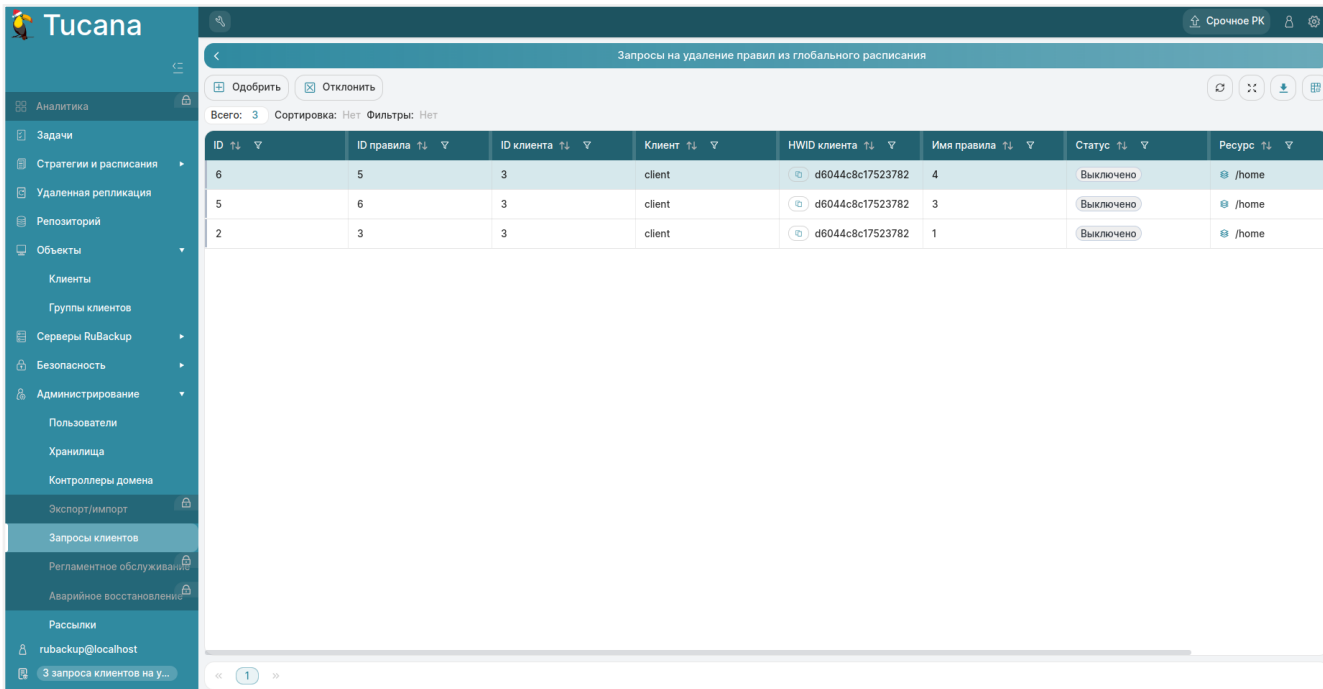 Tucana
Срочное РК
Запросы на удаление правил из глобального расписания
Одобрить Отклонить
Всего: 3 Сортировка: Нет Фильтры: Нет
ID ID правила ID клиента Клиент HWID клиента Имя правила Статус Ресурс
6 5 3 client d6044c8c17523782 4 Выключено /home
5 6 3 client d6044c8c17523782 3 Выключено /home
2 3 3 client d6044c8c17523782 1 Выключено /home
Аналитика
Задачи
Стратегии и расписания
Удаленная репликация
Репозиторий
Объекты
Клиенты
Группы клиентов
Серверы RuBackup
Безопасность
Администрирование
Пользователи
Хранилища
Контроллеры домена
Экспорт/импорт
Запросы клиентов
Регламентное обслуживание
Аварийное восстановление
Рассылки
rubackup@localhost
3 запроса клиентов на у...
« 1 »